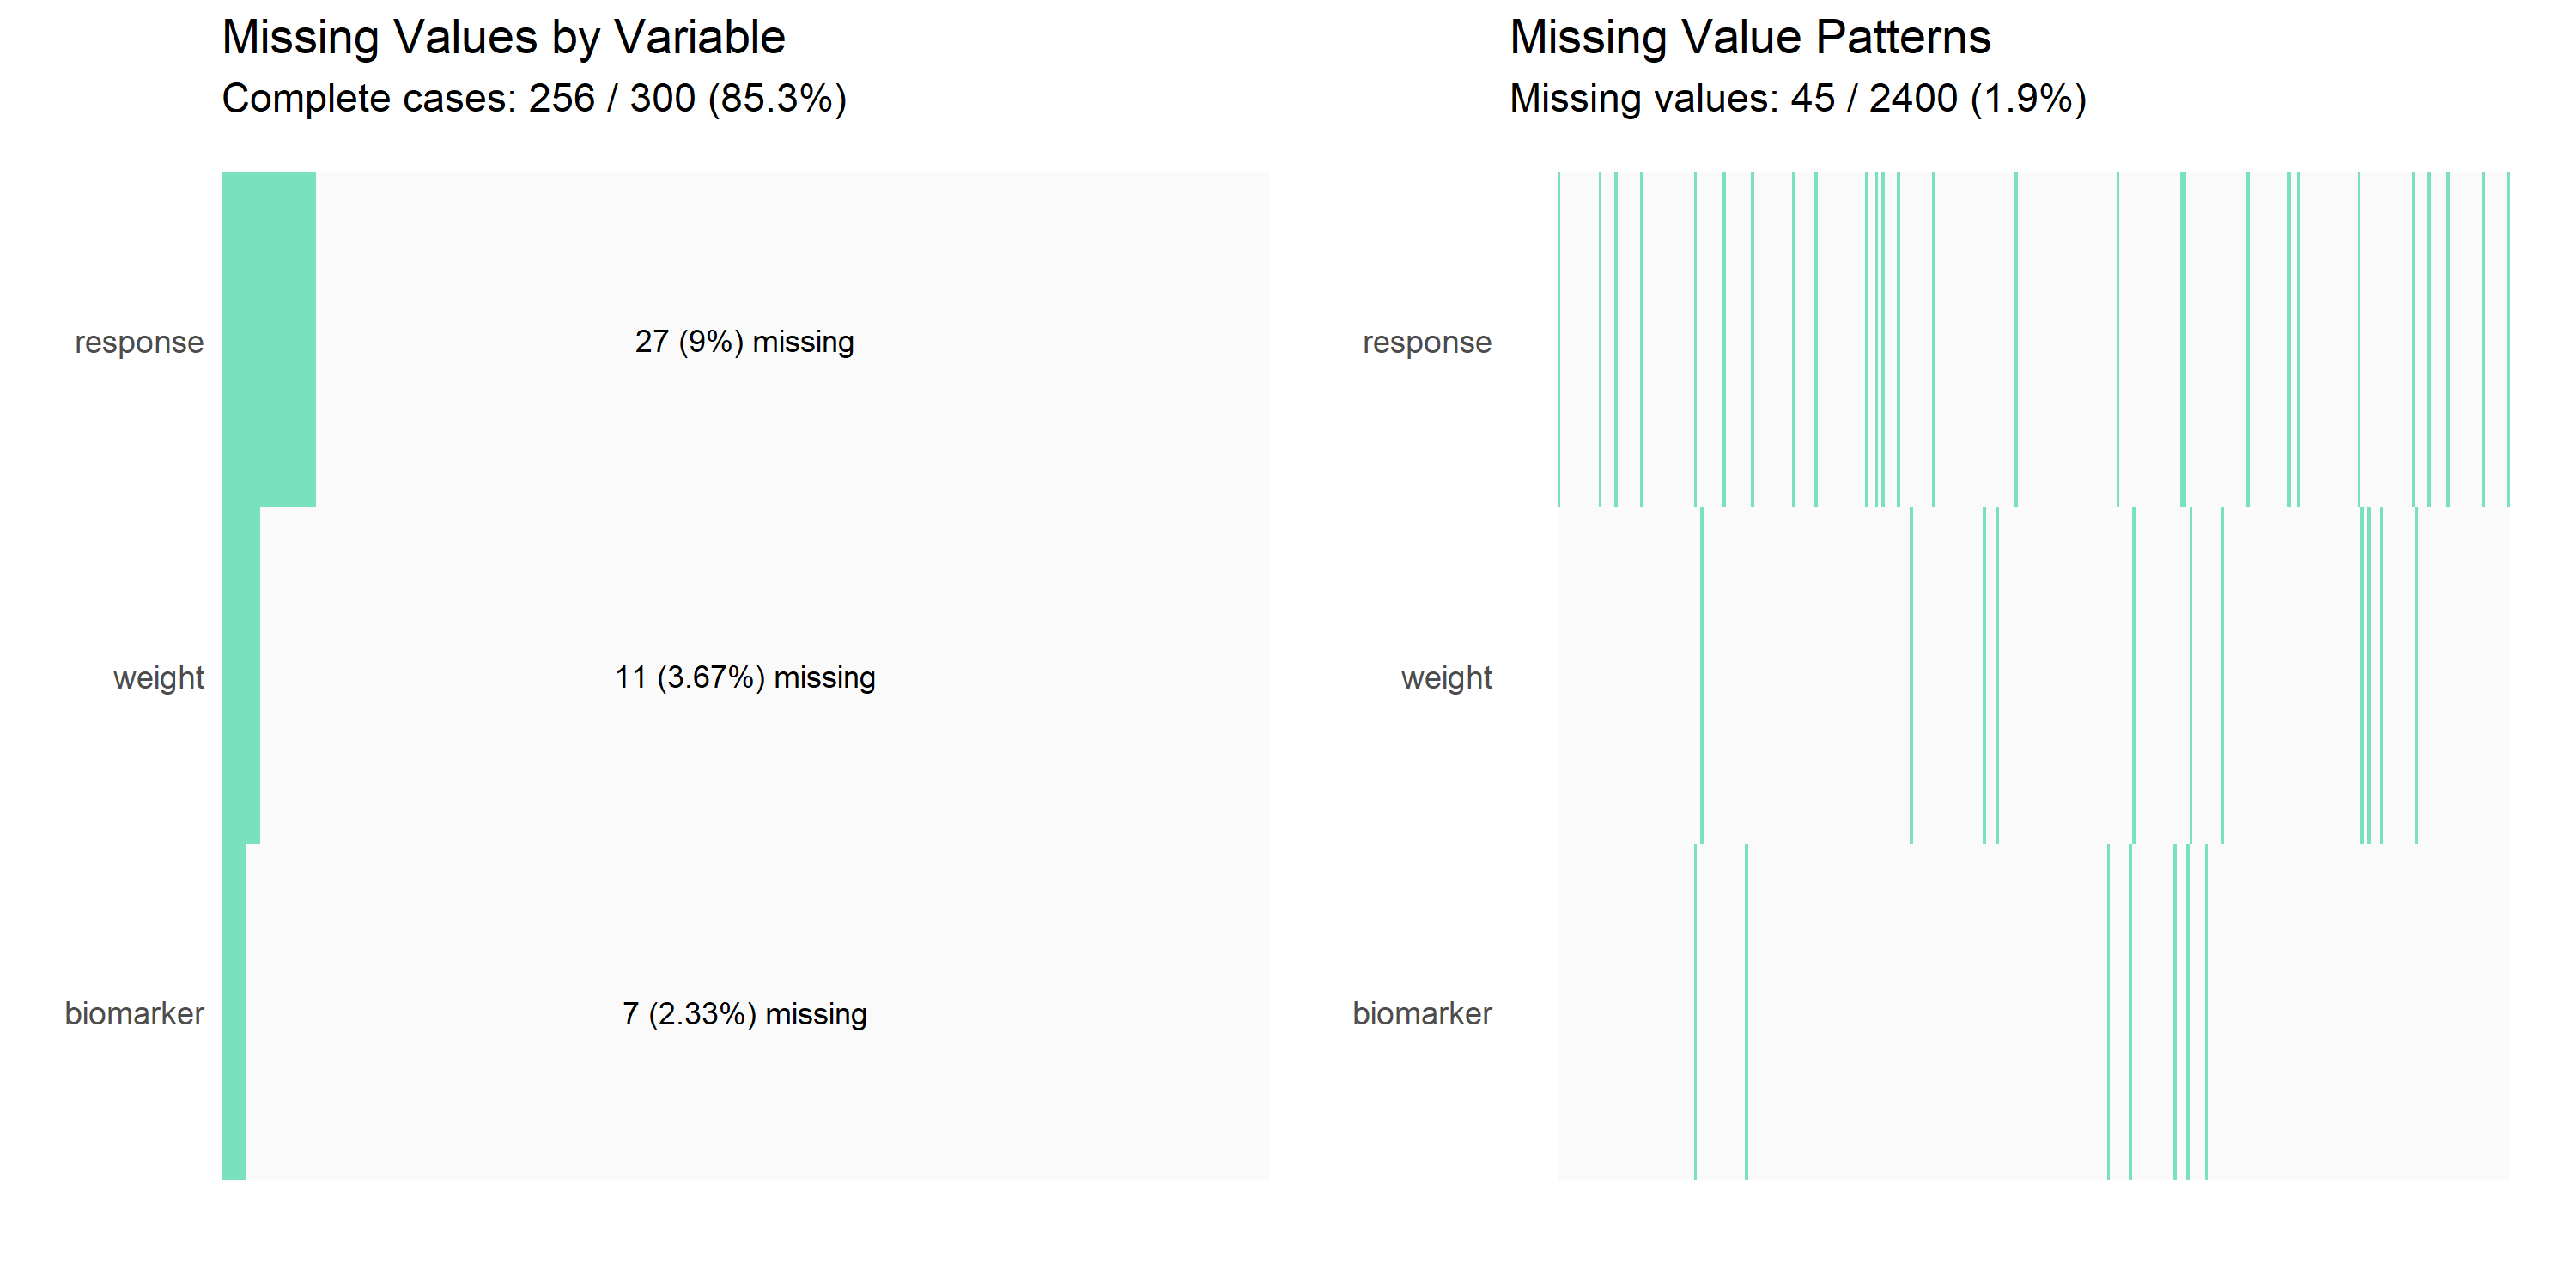 Missing Values by Variable
Complete cases: 256 / 300 (85.3%)
response
27 (9%) missing
weight
11 (3.67%) missing
biomarker
7 (2.33%) missing
Missing Value Patterns
Missing values: 45 / 2400 (1.9%)
response
weight
biomarker